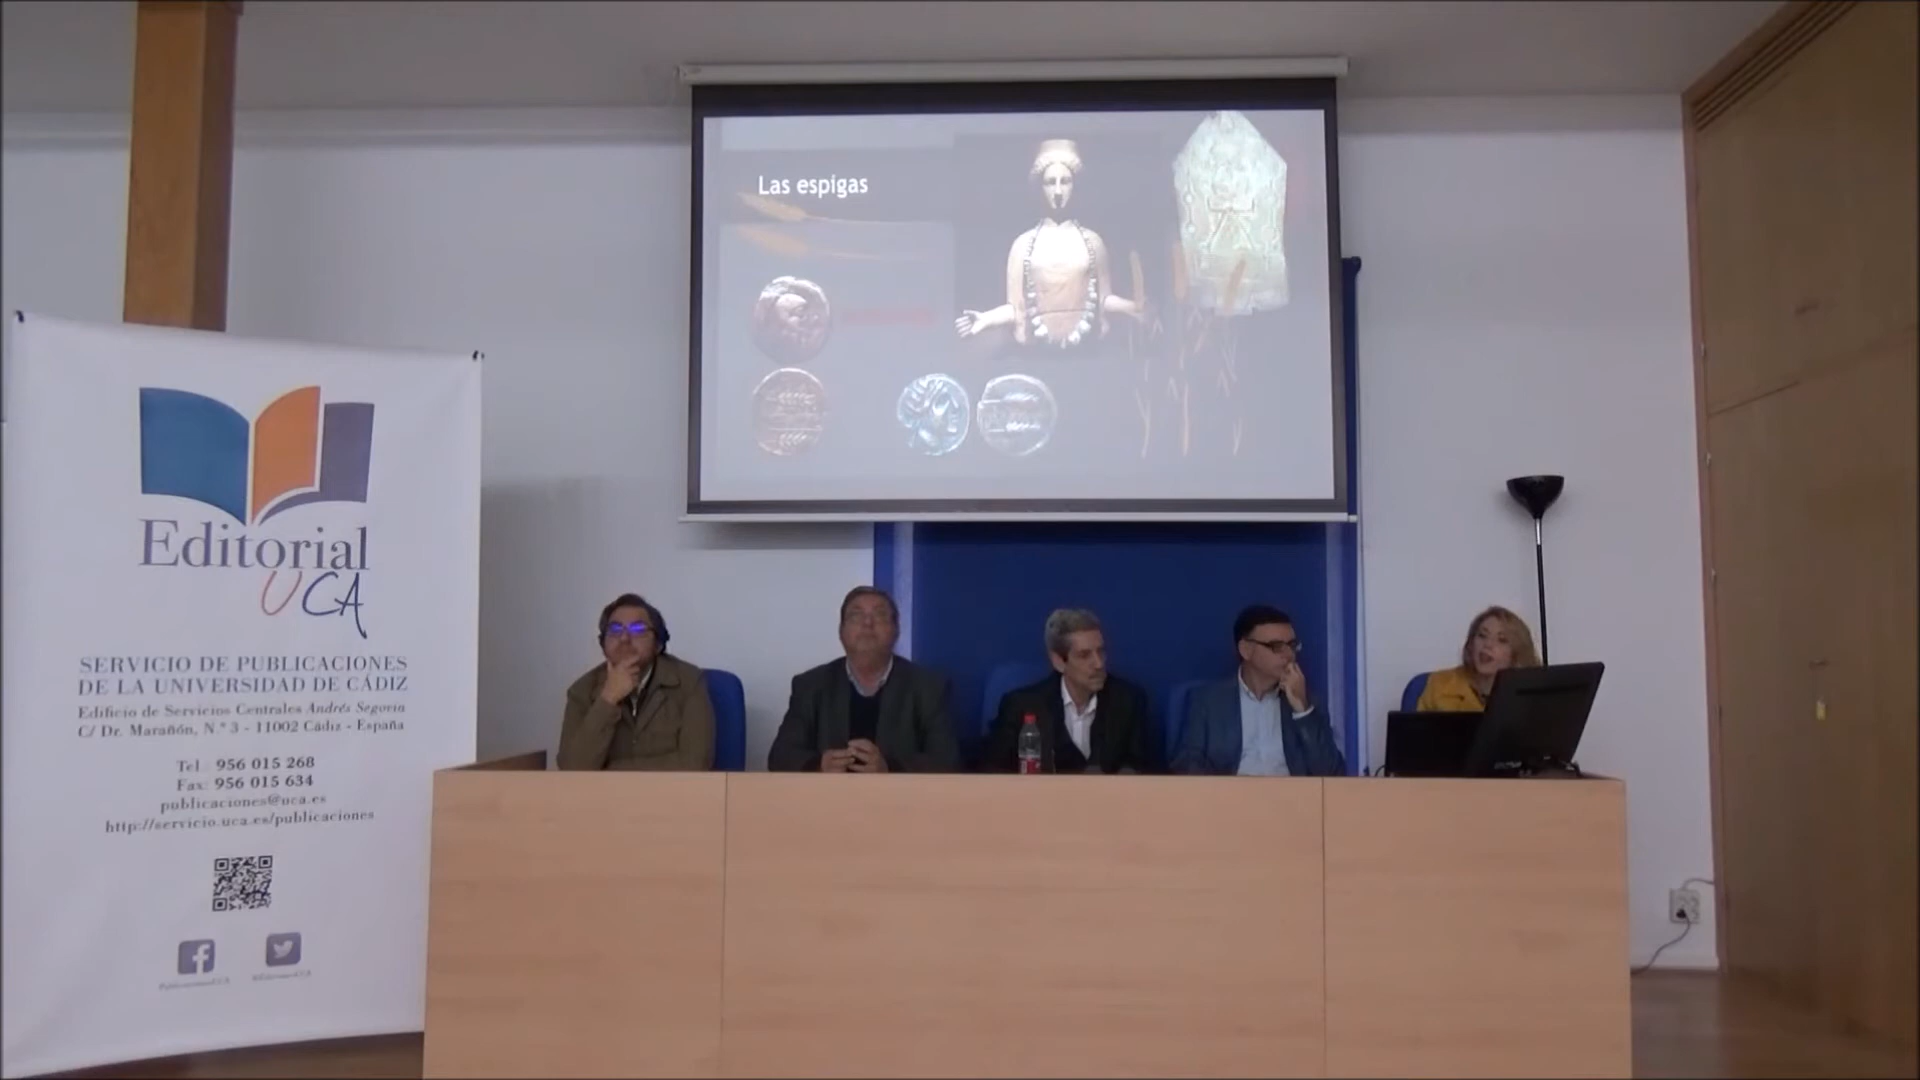 Las espigas
Editorial
UCA
SERVICIO DE PUBLICACIONES
DE LA UNIVERSIDAD DE CÁDIZ
Edificio de Servicios Centrales Andrés Segovia
C/ Dr. Marañón, N.º 3 - 11002 Cádiz - España
Tel.: 956 015 268
Fax: 956 015 634
publicaciones@uca.es
http://servicio.uca.es/publicaciones